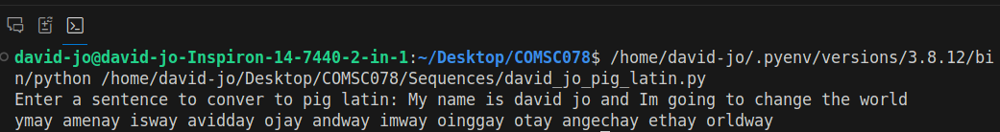 david-jo@david-jo-Inspiron-14-7440-2-in-1:~/Desktop/COMSC078$ /home/david-jo/.pyenv/versions/3.8.12/bi
n/python /home/david-jo/Desktop/COMSC078/Sequences/david_jo_pig_latin.py
Enter a sentence to conver to pig latin: My name is david jo and Im going to change the world
ymay amenay isway avidday ojay andway imway oinggay otay angechay ethay orldway